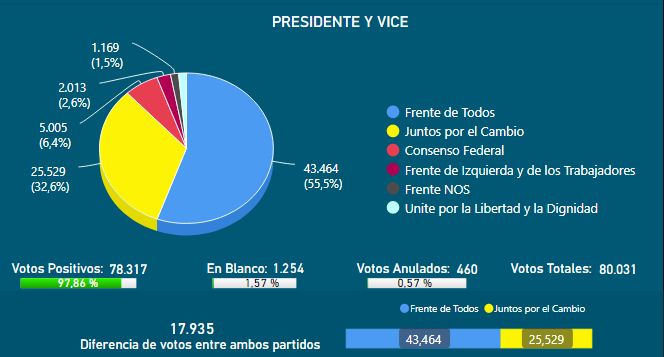 PRESIDENTE Y VICE
1.169
(1,5%)
2.013
(2,6%)
5.005
(6,4%)
25.529
(32,6%)
43.464
(55,5%)
Frente de Todos
Juntos por el Cambio
Consenso Federal
Frente de Izquierda y de los Trabajadores
Frente NOS
Unite por la Libertad y la Dignidad
Votos Positivos: 78.317
97,86 %
En Blanco: 1.254
1.57 %
Votos Anulados: 460
0.57 %
Votos Totales: 80.031
Frente de Todos Juntos por el Cambio
17.935
Diferencia de votos entre ambos partidos
43,464 25,529